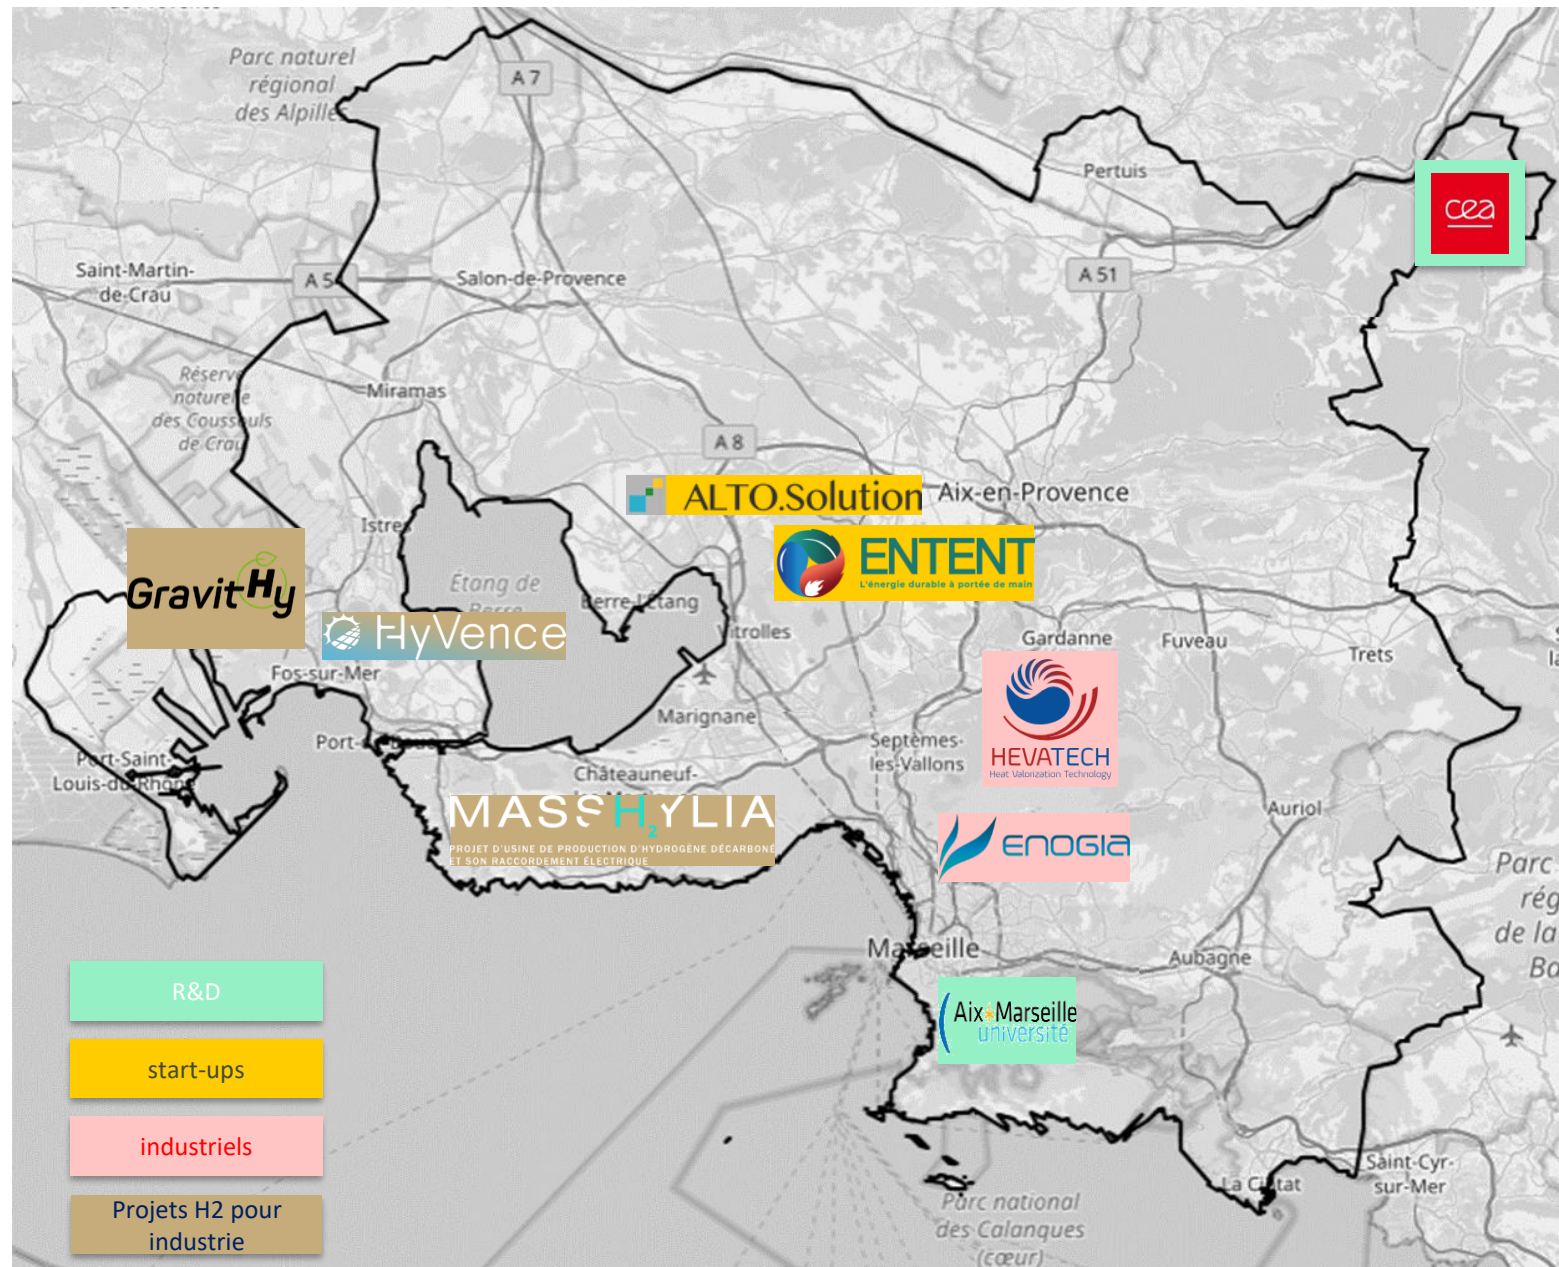 Parc naturel
régional
des Alpilles
A 7
Pertuis
cea
Saint-Martin-
de-Crau
A 54
Salon-de-Provence
A 51
Réserve
naturelle
des Coussouls
de Crau
Miramas
A 8
ALTO.Solution
Aix-en-Provence
Istres
ENTENT
L'énergie durable à portée de main
GravitHy
Étang de
Berre
Berre-l'Étang
HyVence
Vitrolles
Gardanne
Fuveau
Trets
Fos-sur-Mer
Marignane
HEVATECH
Heat Valorization Technology
Septèmes-
les-Vallons
Port-Saint-
Louis-du-Rhône
Châteauneuf-
MASSH2YLIA
PROJET D'USINE DE PRODUCTION D'HYDROGÈNE DÉCARBONÉ
ET SON RACCORDEMENT ÉLECTRIQUE
Auriol
ENOGIA
Parc
rég
de la
Ba
Marseille
Aubagne
Aix*Marseille
université
R&D
start-ups
industriels
Projets H2 pour
industrie
Saint-Cyr-
sur-Mer
La Ciotat
Parc national
des Calanques
(cœur)